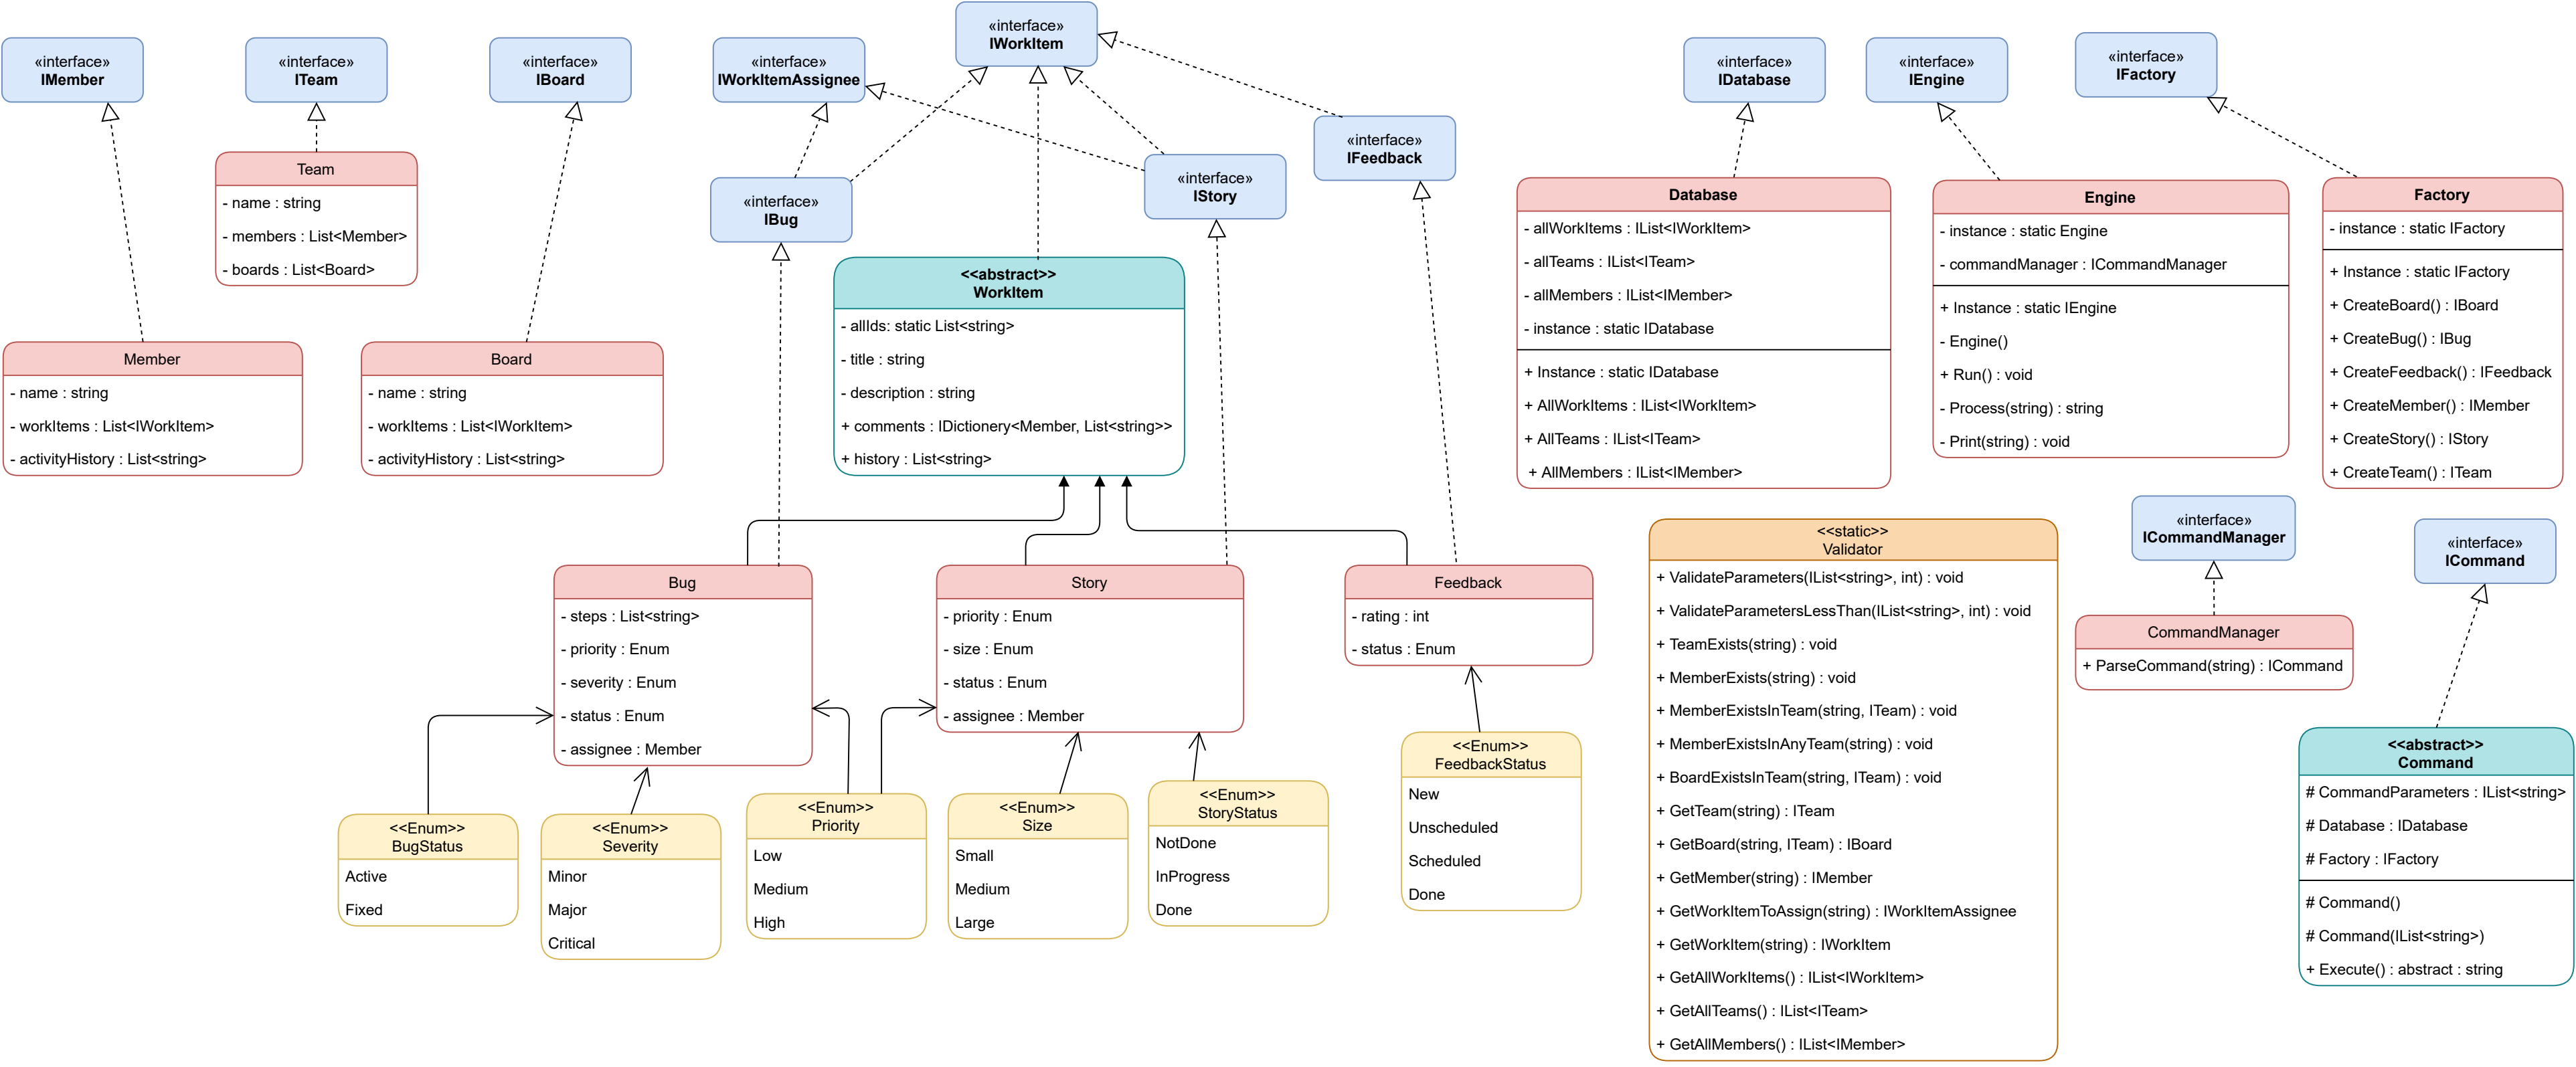 «interface»
IMember
«interface»
ITeam
«interface»
IBoard
«interface»
IWorkItemAssignee
«interface»
IWorkItem
«interface»
IBug
«interface»
IStory
«interface»
IFeedback
«interface»
IDatabase
«interface»
IEngine
«interface»
IFactory
Team
- name : string
- members : List<Member>
- boards : List<Board>
Member
- name : string
- workItems : List<IWorkItem>
- activityHistory : List<string>
Board
- name : string
- workItems : List<IWorkItem>
- activityHistory : List<string>
<<abstract>>
WorkItem
- allIds: static List<string>
- title : string
- description : string
+ comments : IDictionery<Member, List<string>>
+ history : List<string>
Database
- allWorkItems : IList<IWorkItem>
- allTeams : IList<ITeam>
- allMembers : IList<IMember>
- instance : static IDatabase
+ Instance : static IDatabase
+ AllWorkItems : IList<IWorkItem>
+ AllTeams : IList<ITeam>
+ AllMembers : IList<IMember>
Engine
- instance : static Engine
- commandManager : ICommandManager
+ Instance : static IEngine
- Engine()
+ Run() : void
- Process(string) : string
- Print(string) : void
Factory
- instance : static IFactory
+ Instance : static IFactory
+ CreateBoard() : IBoard
+ CreateBug() : IBug
+ CreateFeedback() : IFeedback
+ CreateMember() : IMember
+ CreateStory() : IStory
+ CreateTeam() : ITeam
Bug
- steps : List<string>
- priority : Enum
- severity : Enum
- status : Enum
- assignee : Member
Story
- priority : Enum
- size : Enum
- status : Enum
- assignee : Member
Feedback
- rating : int
- status : Enum
<<Enum>>
BugStatus
Active
Fixed
<<Enum>>
Severity
Minor
Major
Critical
<<Enum>>
Priority
Low
Medium
High
<<Enum>>
Size
Small
Medium
Large
<<Enum>>
StoryStatus
NotDone
InProgress
Done
<<Enum>>
FeedbackStatus
New
Unscheduled
Scheduled
Done
<<static>>
Validator
+ ValidateParameters(IList<string>, int) : void
+ ValidateParametersLessThan(IList<string>, int) : void
+ TeamExists(string) : void
+ MemberExists(string) : void
+ MemberExistsInTeam(string, ITeam) : void
+ MemberExistsInAnyTeam(string) : void
+ BoardExistsInTeam(string, ITeam) : void
+ GetTeam(string) : ITeam
+ GetBoard(string, ITeam) : IBoard
+ GetMember(string) : IMember
+ GetWorkItemToAssign(string) : IWorkItemAssignee
+ GetWorkItem(string) : IWorkItem
+ GetAllWorkItems() : IList<IWorkItem>
+ GetAllTeams() : IList<ITeam>
+ GetAllMembers() : IList<IMember>
«interface»
ICommandManager
CommandManager
+ ParseCommand(string) : ICommand
«interface»
ICommand
<<abstract>>
Command
# CommandParameters : IList<string>
# Database : IDatabase
# Factory : IFactory
# Command()
# Command(IList<string>)
+ Execute() : abstract : string